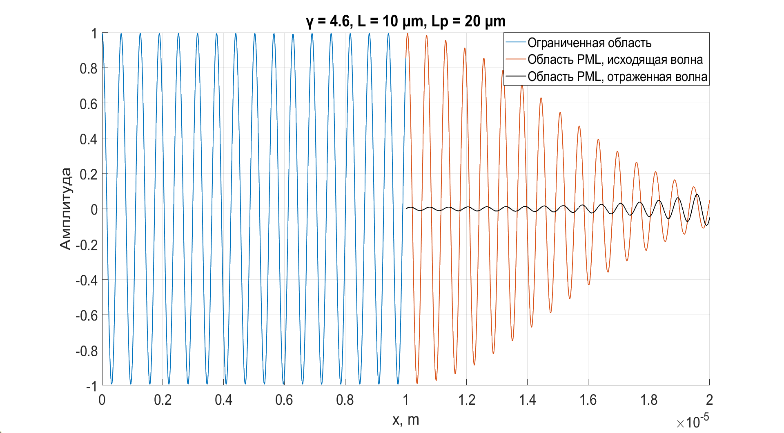 γ = 4.6, L = 10 μm, Lp = 20 μm
Ограниченная область
Область PML, исходящая волна
Область PML, отраженная волна
Амплитуда
1
0.8
0.6
0.4
0.2
0
-0.2
-0.4
-0.6
-0.8
-1
0 0.2 0.4 0.6 0.8 1 1.2 1.4 1.6 1.8 2
x, m
×10⁻⁵